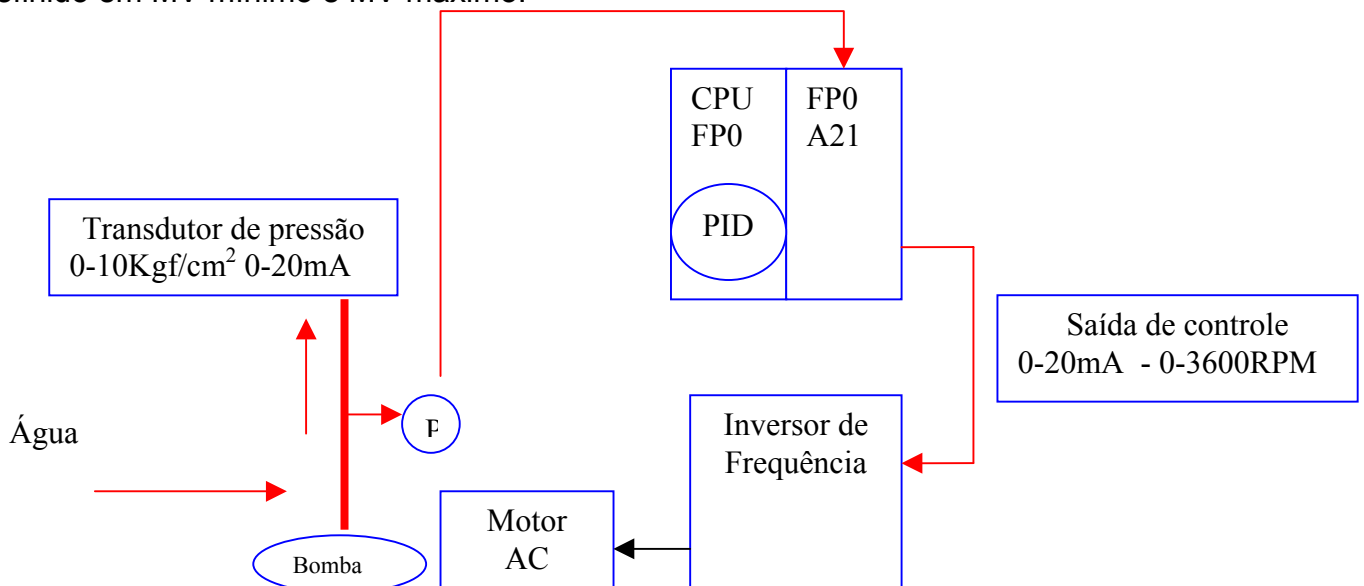 CPU
FP0
PID
FP0
A21
Transdutor de pressão
0-10Kgf/cm² 0-20mA
Saída de controle
0-20mA - 0-3600RPM
Água
Inversor de
Frequência
Motor
AC
Bomba